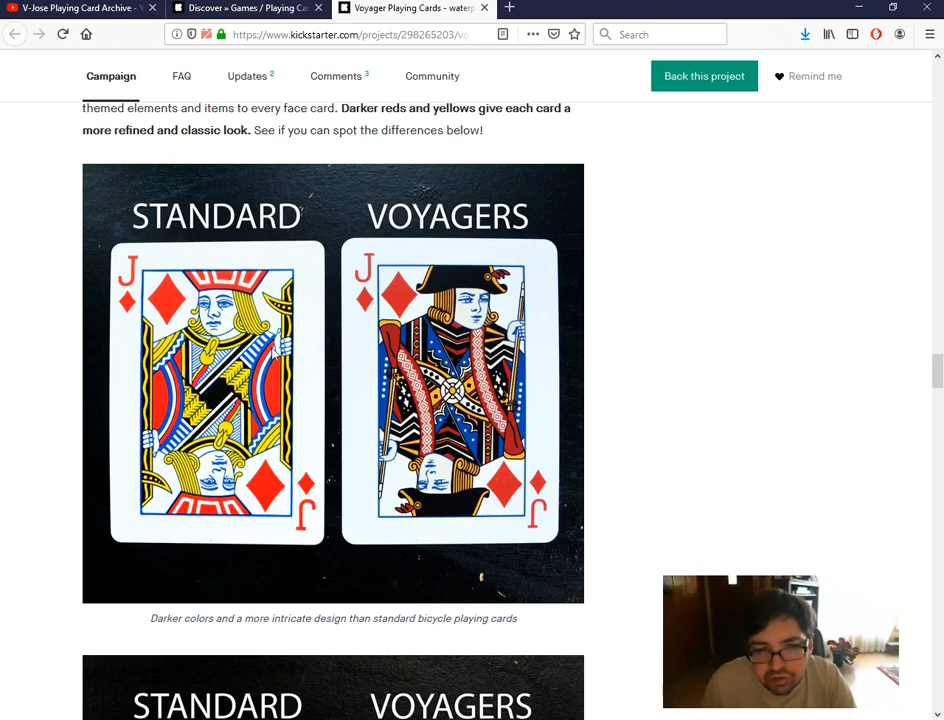 V-Jose Playing Card Archive -
Discover » Games / Playing Ca
Voyager Playing Cards - waterp
https://www.kickstarter.com/projects/298265203/vo
Search
Campaign
FAQ
Updates 2
Comments 3
Community
Back this project
Remind me
themed elements and items to every face card. Darker reds and yellows give each card a
more refined and classic look. See if you can spot the differences below!
STANDARD VOYAGERS
J
J
J
J
Darker colors and a more intricate design than standard bicycle playing cards
STANDARD VOYAGERS